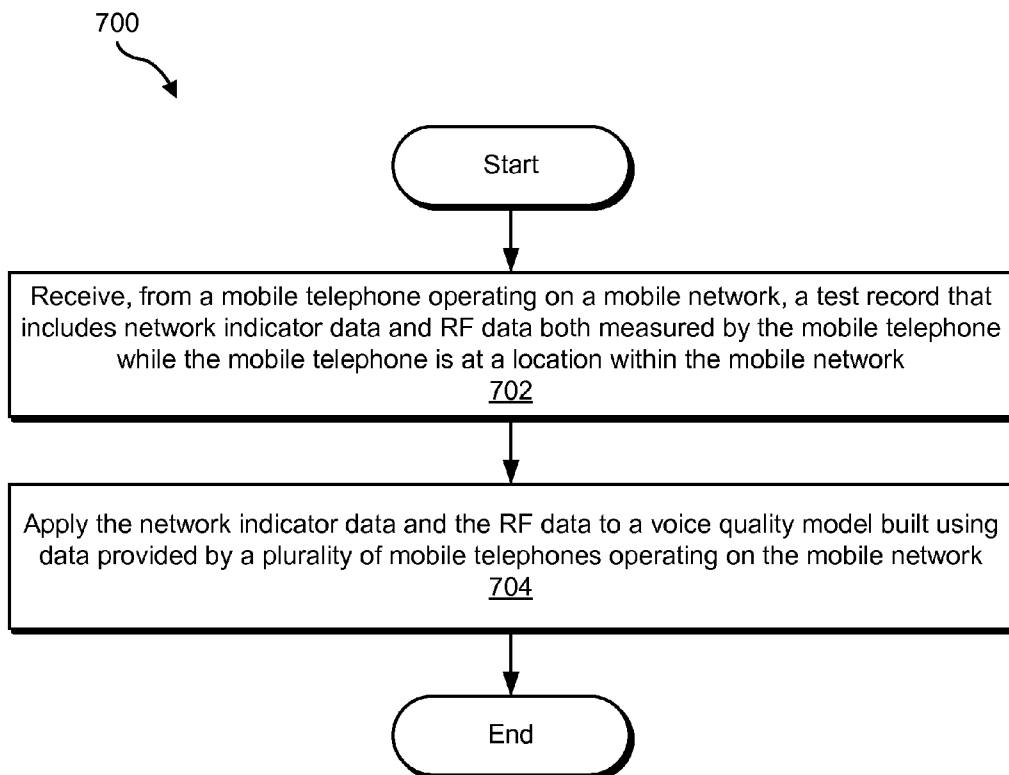 700
Start
Receive, from a mobile telephone operating on a mobile network, a test record that
includes network indicator data and RF data both measured by the mobile telephone
while the mobile telephone is at a location within the mobile network
702
Apply the network indicator data and the RF data to a voice quality model built using
data provided by a plurality of mobile telephones operating on the mobile network
704
End